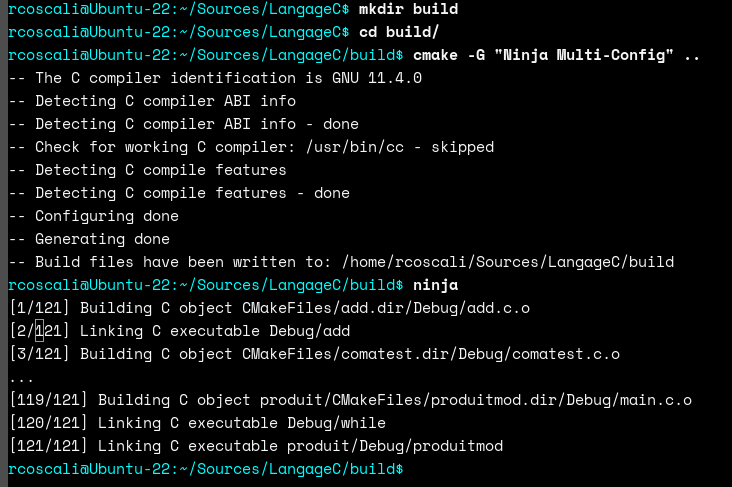 rcoscali@Ubuntu-22:~/Sources/LangageC$ mkdir build
rcoscali@Ubuntu-22:~/Sources/LangageC$ cd build/
rcoscali@Ubuntu-22:~/Sources/LangageC/build$ cmake -G "Ninja Multi-Config" ..
-- The C compiler identification is GNU 11.4.0
-- Detecting C compiler ABI info
-- Detecting C compiler ABI info - done
-- Check for working C compiler: /usr/bin/cc - skipped
-- Detecting C compile features
-- Detecting C compile features - done
-- Configuring done
-- Generating done
-- Build files have been written to: /home/rcoscali/Sources/LangageC/build
rcoscali@Ubuntu-22:~/Sources/LangageC/build$ ninja
[1/121] Building C object CMakeFiles/add.dir/Debug/add.c.o
[2/121] Linking C executable Debug/add
[3/121] Building C object CMakeFiles/comatest.dir/Debug/comatest.c.o
...
[119/121] Building C object produit/CMakeFiles/produitmod.dir/Debug/main.c.o
[120/121] Linking C executable Debug/while
[121/121] Linking C executable produit/Debug/produitmod
rcoscali@Ubuntu-22:~/Sources/LangageC/build$